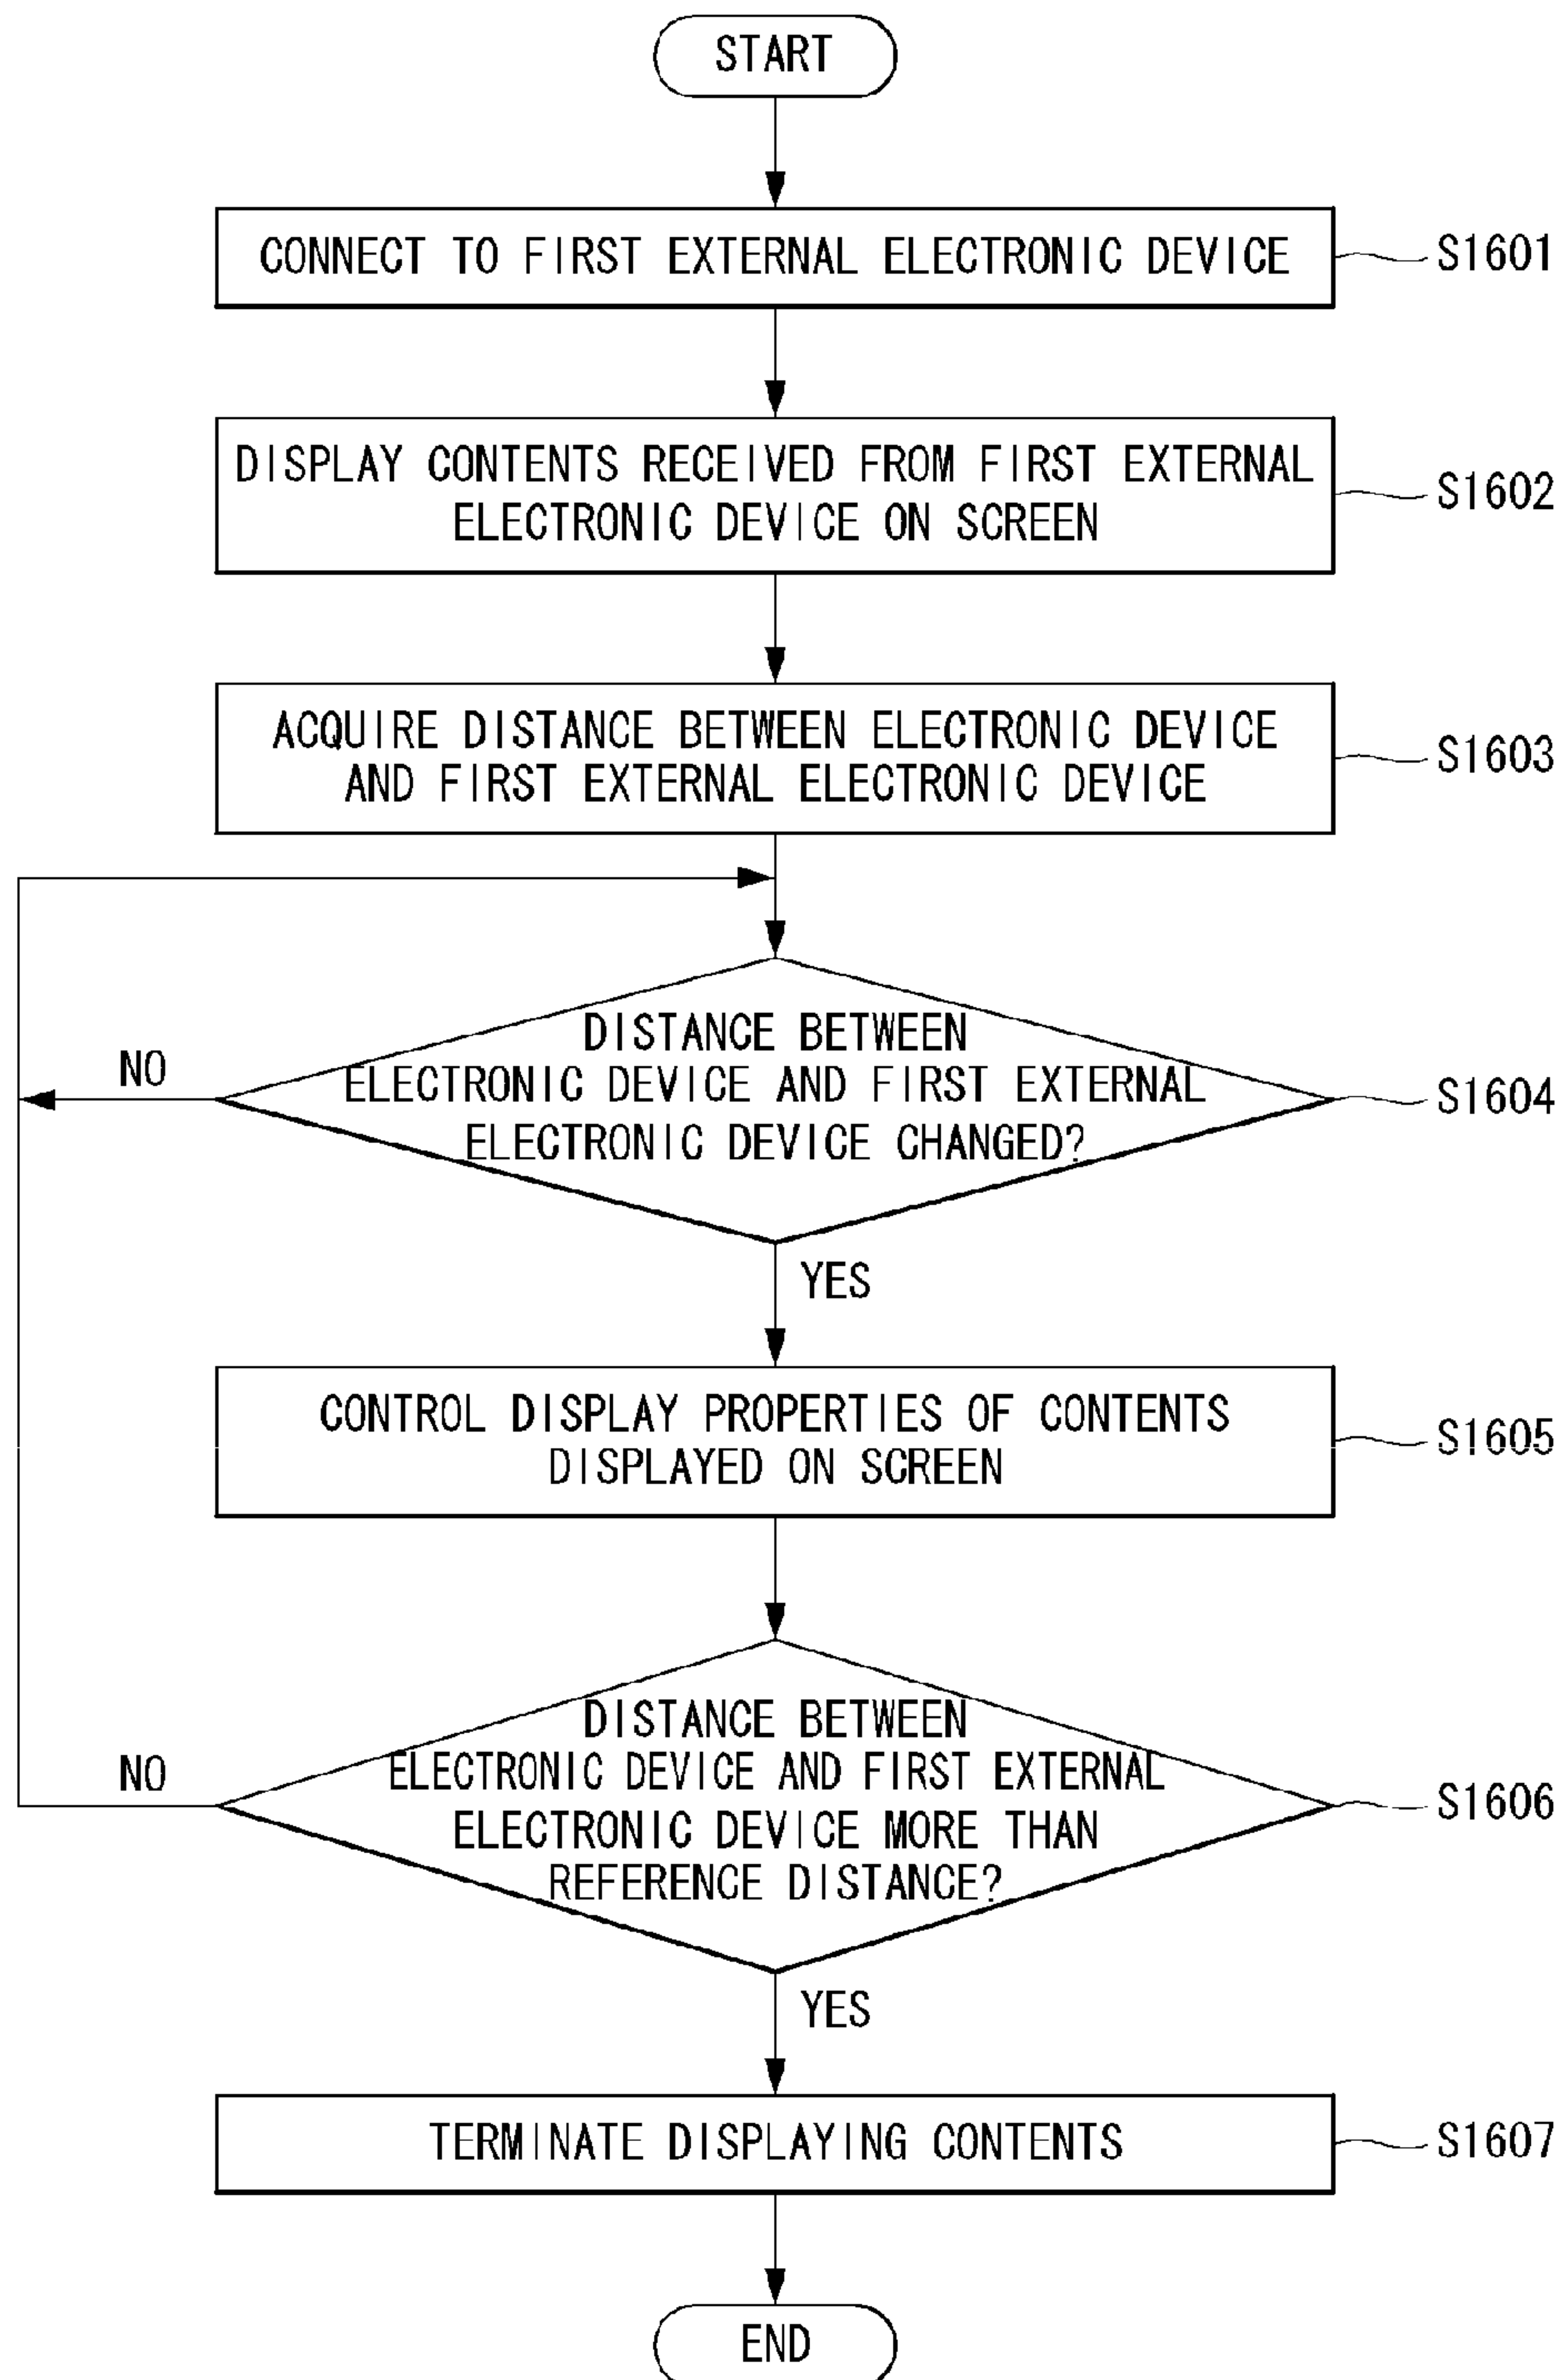 START
CONNECT TO FIRST EXTERNAL ELECTRONIC DEVICE
S1601
DISPLAY CONTENTS RECEIVED FROM FIRST EXTERNAL
ELECTRONIC DEVICE ON SCREEN
S1602
ACQUIRE DISTANCE BETWEEN ELECTRONIC DEVICE
AND FIRST EXTERNAL ELECTRONIC DEVICE
S1603
DISTANCE BETWEEN
ELECTRONIC DEVICE AND FIRST EXTERNAL
ELECTRONIC DEVICE CHANGED?
S1604
NO
YES
CONTROL DISPLAY PROPERTIES OF CONTENTS
DISPLAYED ON SCREEN
S1605
DISTANCE BETWEEN
ELECTRONIC DEVICE AND FIRST EXTERNAL
ELECTRONIC DEVICE MORE THAN
REFERENCE DISTANCE?
S1606
NO
YES
TERMINATE DISPLAYING CONTENTS
S1607
END